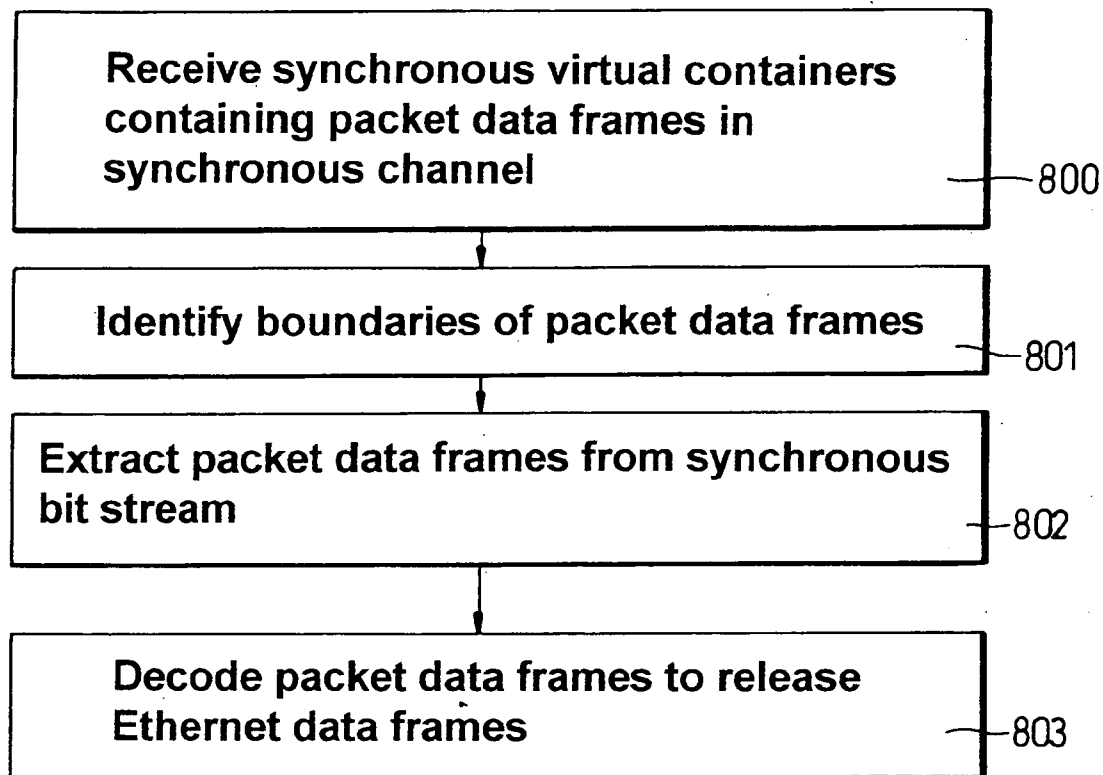 Receive synchronous virtual containers
containing packet data frames in
synchronous channel
800
Identify boundaries of packet data frames
801
Extract packet data frames from synchronous
bit stream
802
Decode packet data frames to release
Ethernet data frames
803